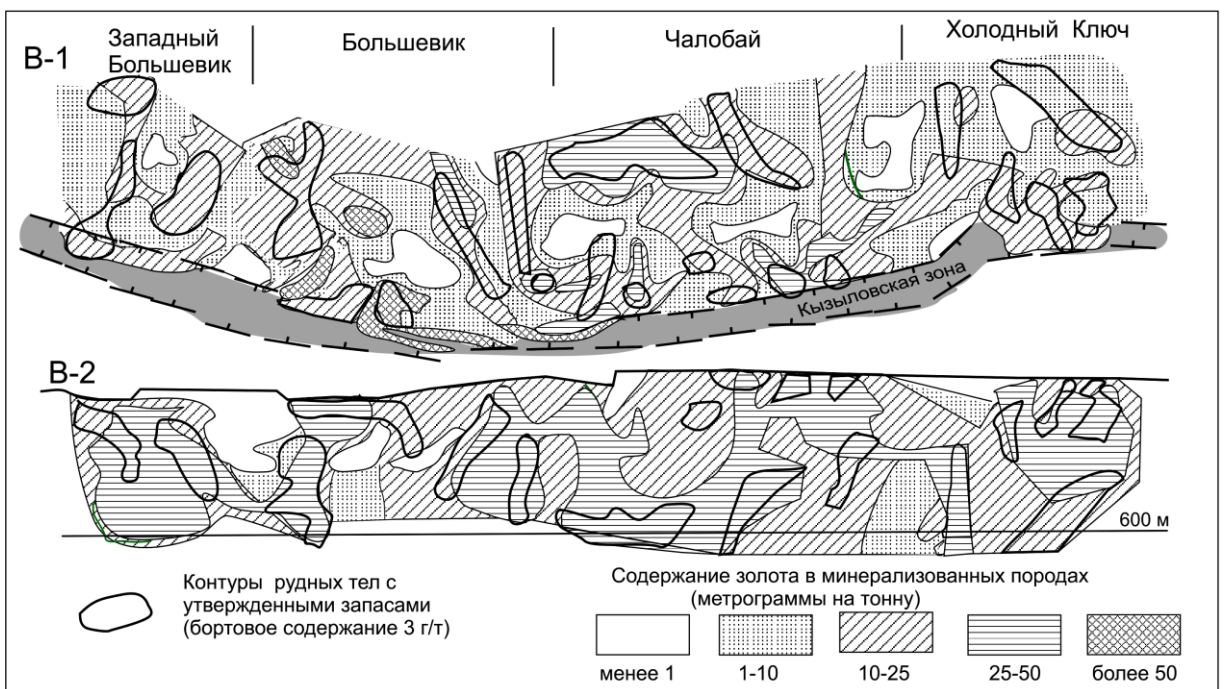 Западный
Большевик
Большевик
Чалобай
Холодный Ключ
В-1
Кызыловская зона
В-2
600 м
Контуры рудных тел с
утвержденными запасами
(бортовое содержание 3 г/т)
Содержание золота в минерализованных породах
(метрограммы на тонну)
менее 1
1-10
10-25
25-50
более 50